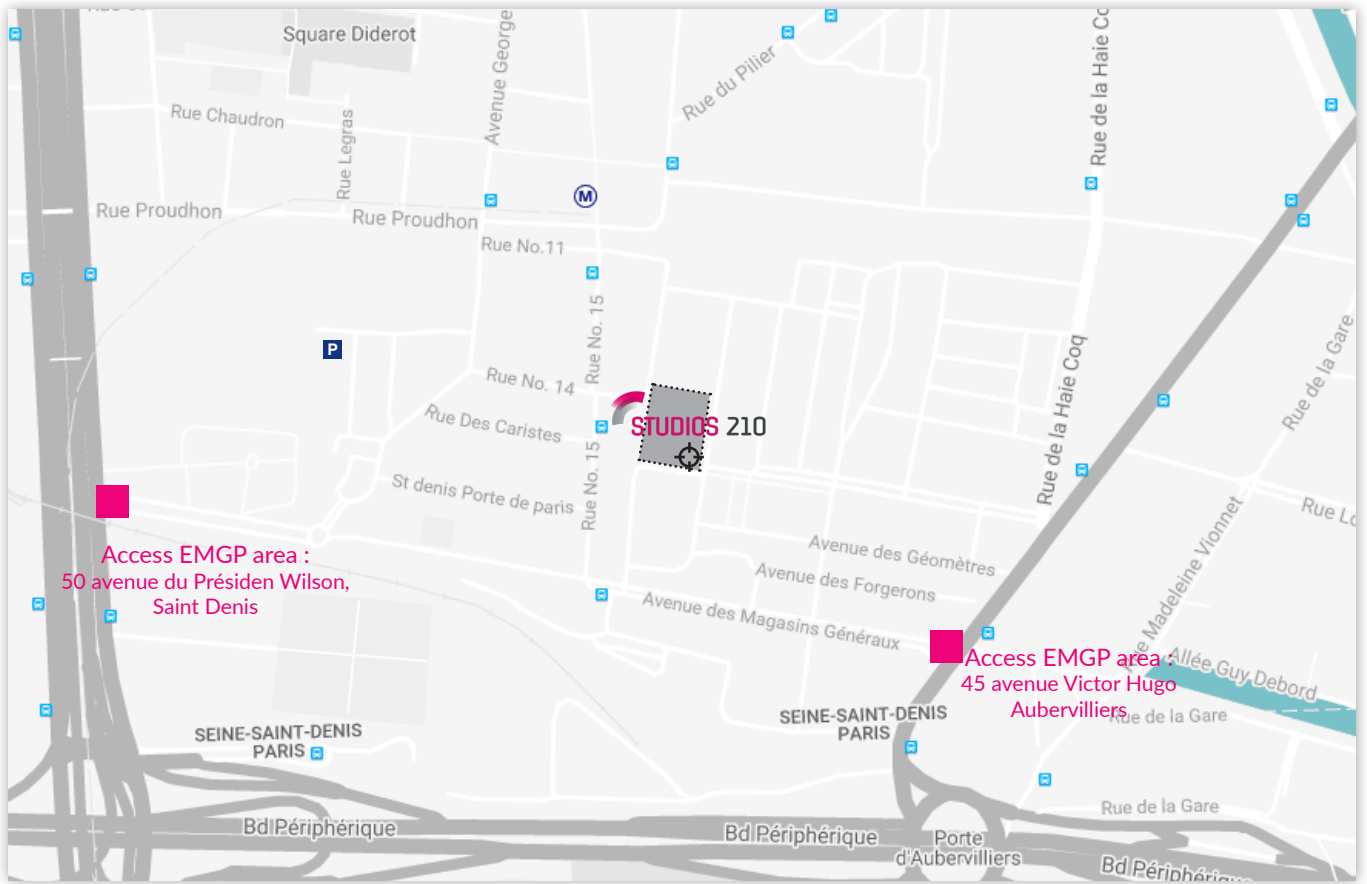 Square Diderot
Avenue George
Rue du Pilier
Rue de la Haie Co
Rue Chaudron
Rue Legras
Rue Proudhon
Rue Proudhon
M
Rue No.11
Rue No. 15
P
Rue No. 14
Rue Des Caristes
STUDIOS 210
Rue de la Haie Coq
Rue de la Gare
St denis Porte de paris
Rue No. 15
Rue Lo
Access EMGP area :
50 avenue du Présiden Wilson,
Saint Denis
Avenue des Géomètres
Avenue des Forgerons
Avenue des Magasins Généraux
Rue Madeleine Vionnet
Access EMGP area :
45 avenue Victor Hugo
Aubervilliers
Allée Guy Debord
Rue de la Gare
SEINE-SAINT-DENIS
PARIS
SEINE-SAINT-DENIS
PARIS
Rue de la Gare
Bd Périphérique
Bd Périphérique
Porte
d'Aubervilliers
Bd Périphérique